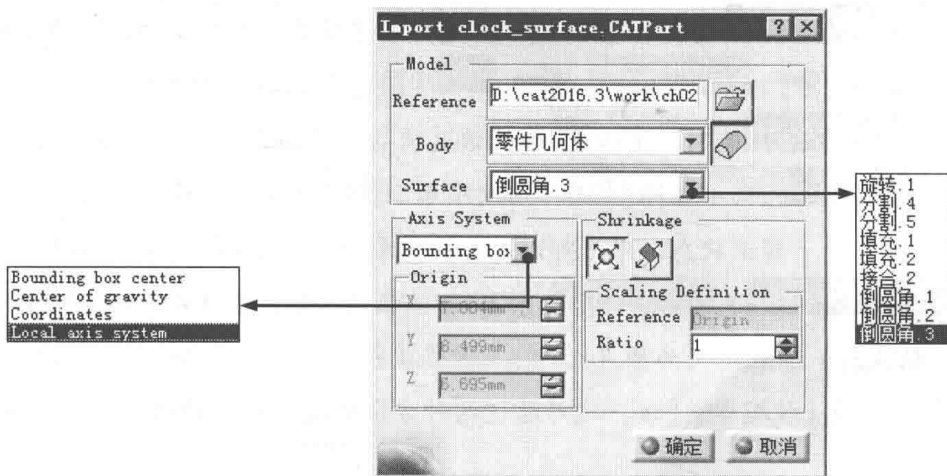 Import clock_surface.CATPart
Model
Reference D:\cat2016.3\work\ch02
Body 零件几何体
Surface 倒圆角.3
Axis System
Bounding box
Origin
X
Y 8.499mm
Z 6.695mm
Shrinkage
Scaling Definition
Reference Origin
Ratio 1
确定 取消
Bounding box center
Center of gravity
Coordinates
Local axis system
旋转.1
分割.4
分割.5
填充.1
填充.2
接合.2
倒圆角.1
倒圆角.2
倒圆角.3